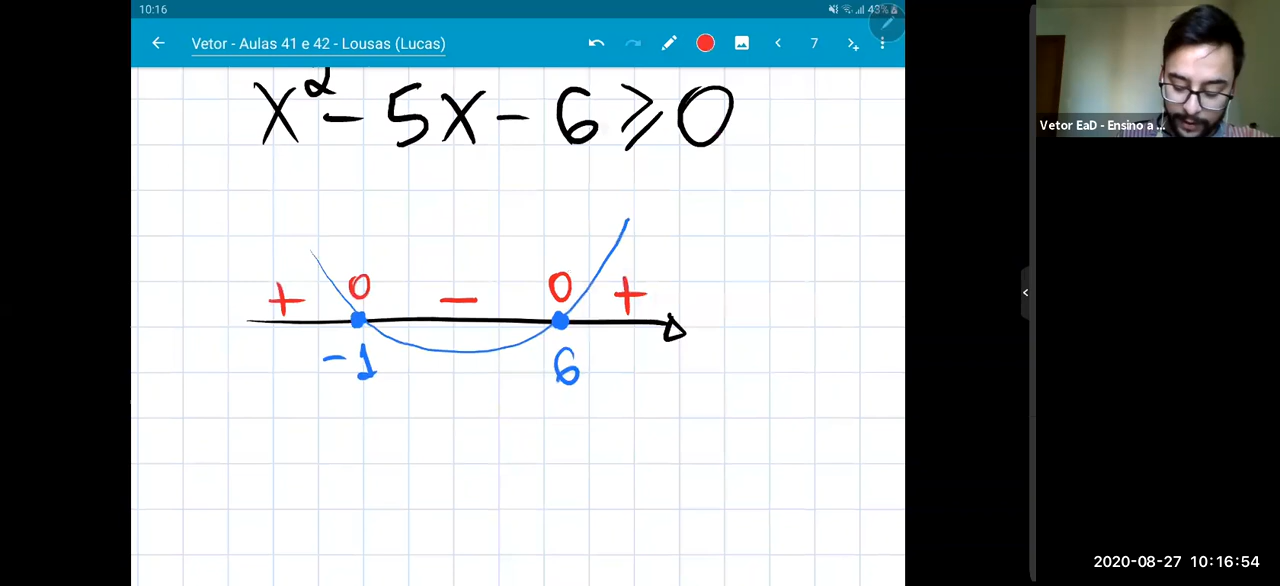 10:16
43%
Vetor - Aulas 41 e 42 - Lousas (Lucas)
7
x² - 5x - 6 ⩾ 0
+ 0 - 0 +
-1 6
Vetor EaD - Ensino a ...
2020-08-27 10:16:54